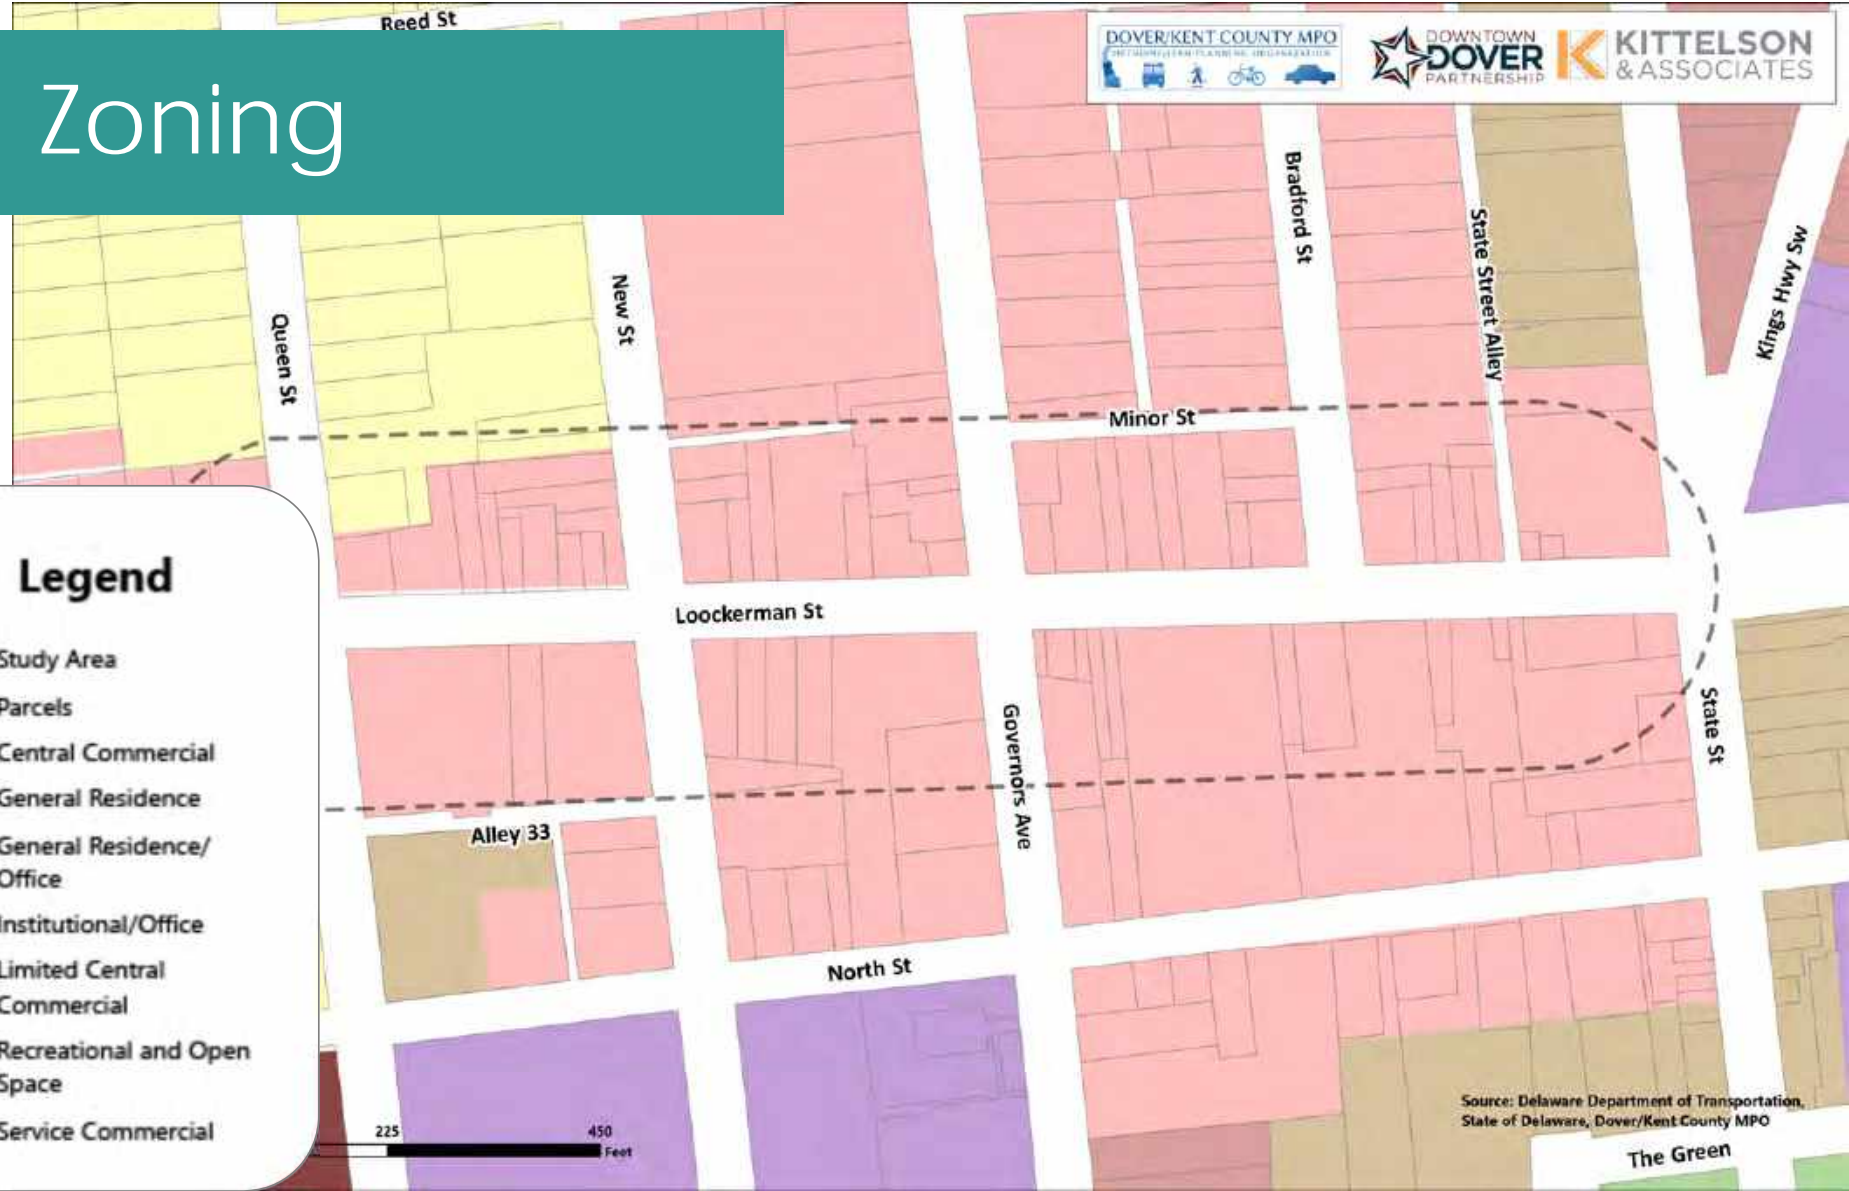 Reed St
Zoning
DOVER/KENT COUNTY MPO
METROPOLITAN PLANNING ORGANIZATION
DOWNTOWN
DOVER
PARTNERSHIP
KITTELSON
& ASSOCIATES
Bradford St
State Street Alley
Kings Hwy Sw
New St
Queen St
Minor St
Legend
Study Area
Parcels
Central Commercial
General Residence
General Residence/
Office
Institutional/Office
Limited Central
Commercial
Recreational and Open
Space
Service Commercial
Loockerman St
Governors Ave
State St
Alley 33
North St
225
450
Feet
Source: Delaware Department of Transportation,
State of Delaware, Dover/Kent County MPO
The Green